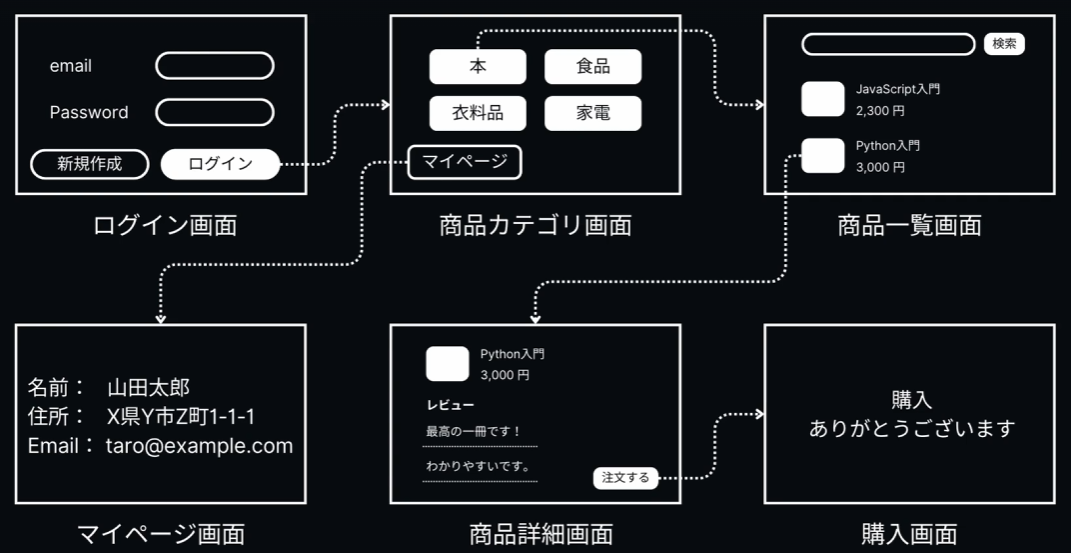 email
Password
新規作成
ログイン
ログイン画面
本
食品
衣料品
家電
マイページ
商品カテゴリ画面
検索
JavaScript入門
2,300 円
Python入門
3,000 円
商品一覧画面
名前： 山田太郎
住所： X県Y市Z町1-1-1
Email： taro@example.com
マイページ画面
Python入門
3,000 円
レビュー
最高の一冊です！
わかりやすいです。
注文する
商品詳細画面
購入
ありがとうございます
購入画面